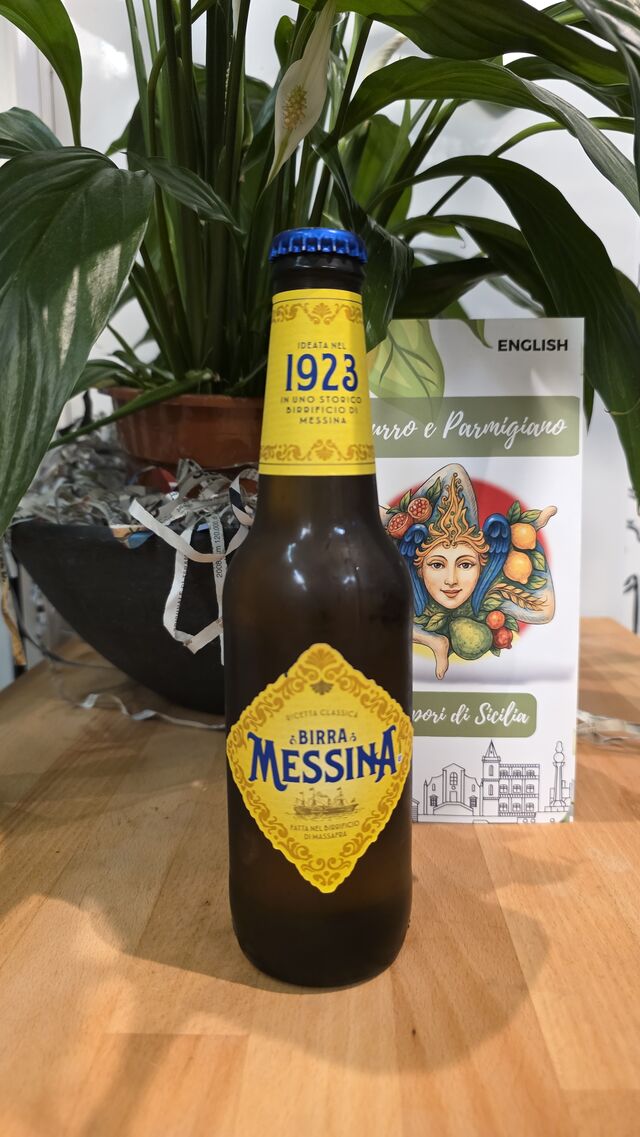 IDEATA NEL
1923
IN UNO STORICO
BIRRIFICIO DI
MESSINA
RICETTA CLASSICA
BIRRA
MESSINA
FATTA NEL BIRRIFICIO
DI MASSAFRA
ENGLISH
urro e Parmigiano
pori di Sicilia